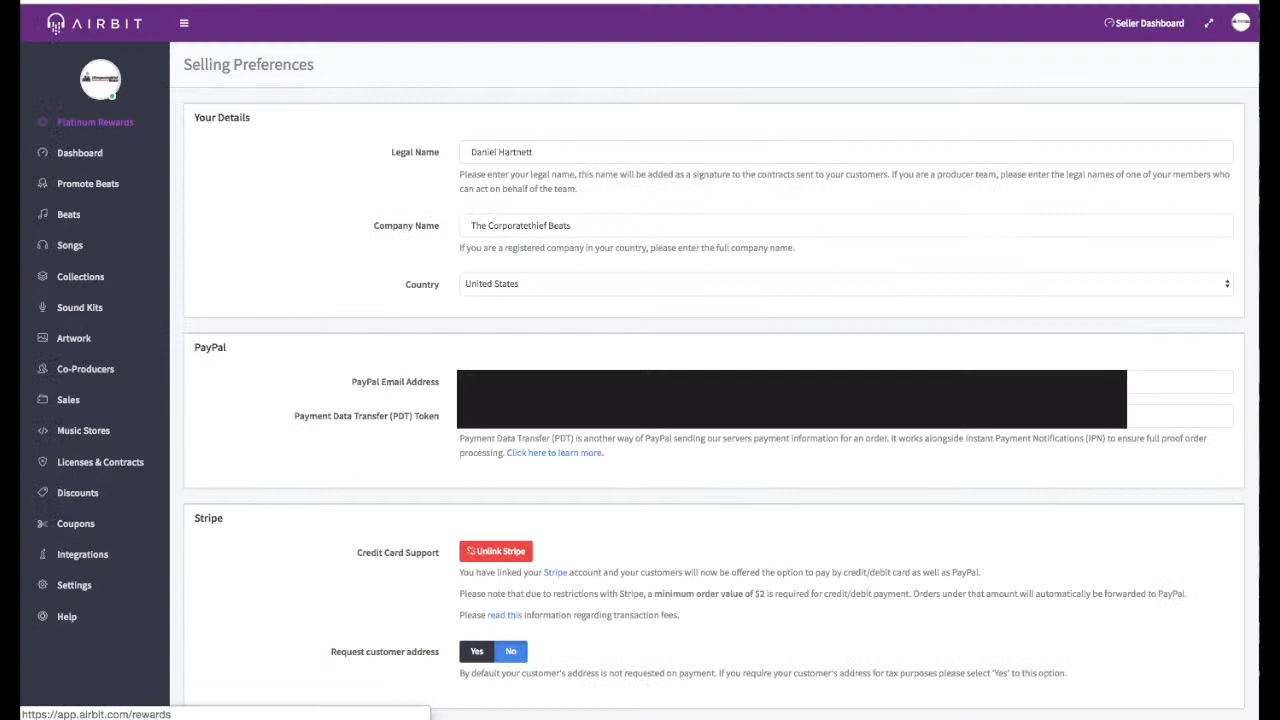 AIRBIT
Seller Dashboard
Platinum Rewards
Dashboard
Promote Beats
Beats
Songs
Collections
Sound Kits
Artwork
Co-Producers
Sales
Music Stores
Licenses & Contracts
Discounts
Coupons
Integrations
Settings
Help
Selling Preferences
Your Details
Legal Name
Daniel Hartnett
Please enter your legal name, this name will be added as a signature to the contracts sent to your customers. If you are a producer team, please enter the legal names of one of your members who
can act on behalf of the team.
Company Name
The Corporatethief Beats
If you are a registered company in your country, please enter the full company name.
Country
United States
PayPal
PayPal Email Address
Payment Data Transfer (PDT) Token
Payment Data Transfer (PDT) is another way of PayPal sending our servers payment information for an order. It works alongside Instant Payment Notifications (IPN) to ensure full proof order
processing. Click here to learn more.
Stripe
Credit Card Support
Unlink Stripe
You have linked your Stripe account and your customers will now be offered the option to pay by credit/debit card as well as PayPal.
Please note that due to restrictions with Stripe, a minimum order value of $2 is required for credit/debit payment. Orders under that amount will automatically be forwarded to PayPal.
Please read this information regarding transaction fees.
Request customer address
Yes No
By default your customer's address is not requested on payment. If you require your customer's address for tax purposes please select 'Yes' to this option.
https://app.airbit.com/rewards